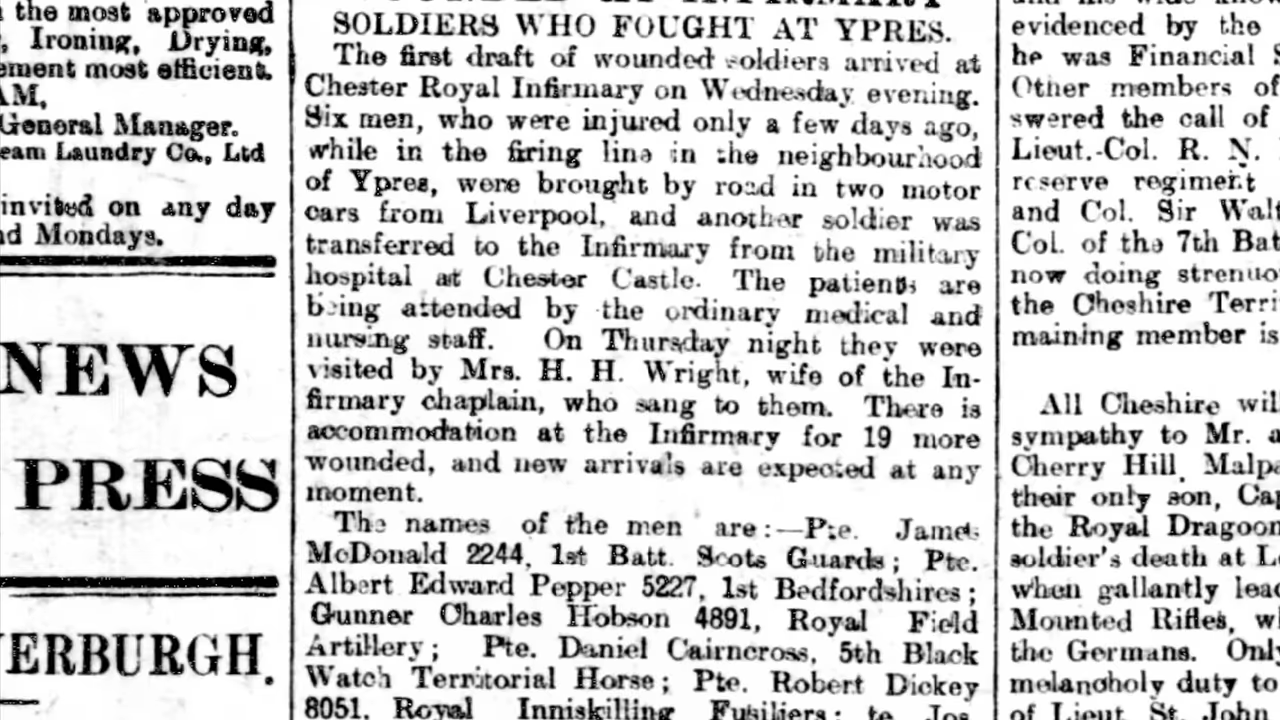 the most approved
Ironing, Drying,
ement most efficient.
AM,
General Manager.
eam Laundry Co., Ltd
invited on any day
nd Mondays.
NEWS
PRESS
ERBURGH.
SOLDIERS WHO FOUGHT AT YPRES.
The first draft of wounded soldiers arrived at
Chester Royal Infirmary on Wednesday evening.
Six men, who were injured only a few days ago,
while in the firing line in the neighbourhood
of Ypres, were brought by road in two motor
cars from Liverpool, and another soldier was
transferred to the Infirmary from the military
hospital at Chester Castle. The patients are
being attended by the ordinary medical and
nursing staff. On Thursday night they were
visited by Mrs. H. H. Wright, wife of the In-
firmary chaplain, who sang to them. There is
accommodation at the Infirmary for 19 more
wounded, and new arrivals are expected at any
moment.
The names of the men are:—Pte. James
McDonald 2244, 1st Batt. Scots Guards; Pte.
Albert Edward Pepper 5227, 1st Bedfordshires;
Gunner Charles Hobson 4891, Royal Field
Artillery; Pte. Daniel Cairncross, 5th Black
Watch Territorial Horse; Pte. Robert Dickey
8051, Royal Inniskilling Fusiliers; te Jos.
evidenced by the
he was Financial S
Other members of
swered the call of
Lieut.-Col. R. N.
reserve regiment
and Col. Sir Walt
Col. of the 7th Bat
now doing strenuo
the Cheshire Terri
maining member is
All Cheshire wil
sympathy to Mr. a
Cherry Hill, Malpa
their only son, Cap
the Royal Dragoon
soldier's death at L
when gallantly lead
Mounted Rifles, wh
the Germans. Only
melancholy duty to
of Lieut. St. John